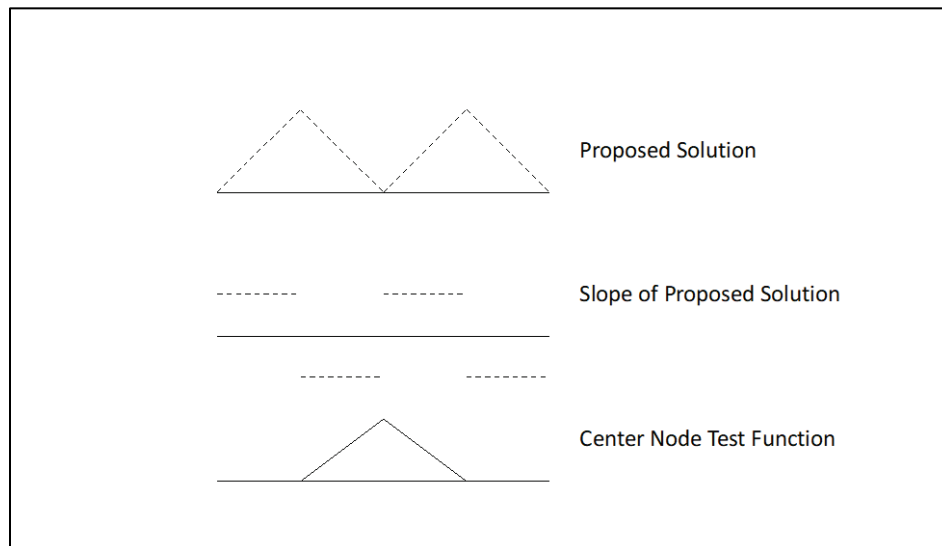 Proposed Solution
Slope of Proposed Solution
Center Node Test Function